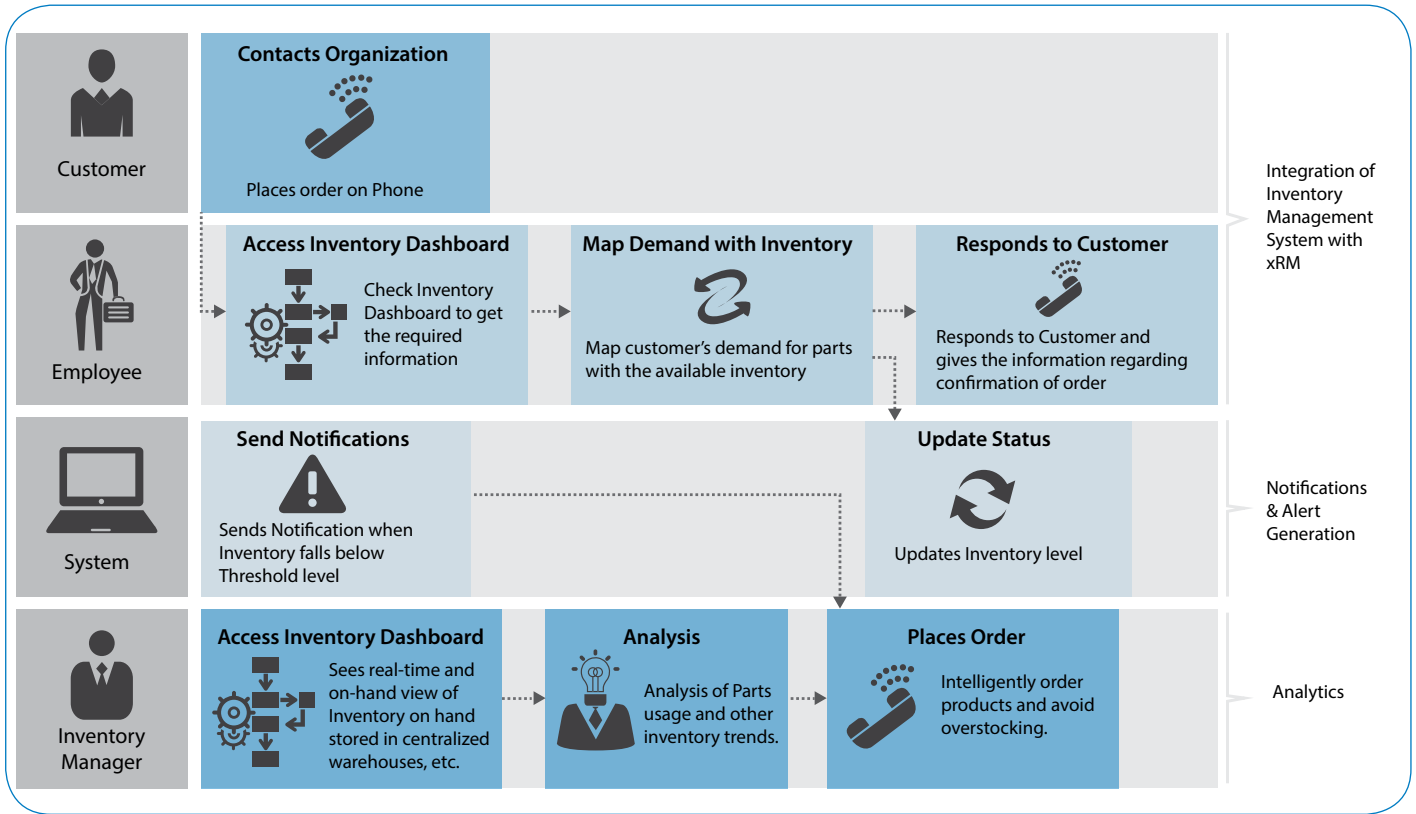 Contacts Organization
Places order on Phone
Customer
Integration of
Inventory
Management
System with
xRM
Access Inventory Dashboard
Check Inventory
Dashboard to get
the required
information
Map Demand with Inventory
Map customer's demand for parts
with the available inventory
Responds to Customer
Responds to Customer and
gives the information regarding
confirmation of order
Employee
Send Notifications
Sends Notification when
Inventory falls below
Threshold level
Update Status
Updates Inventory level
System
Notifications
& Alert
Generation
Access Inventory Dashboard
Sees real-time and
on-hand view of
Inventory on hand
stored in centralized
warehouses, etc.
Analysis
Analysis of Parts
usage and other
inventory trends.
Places Order
Intelligently order
products and avoid
overstocking.
Inventory
Manager
Analytics